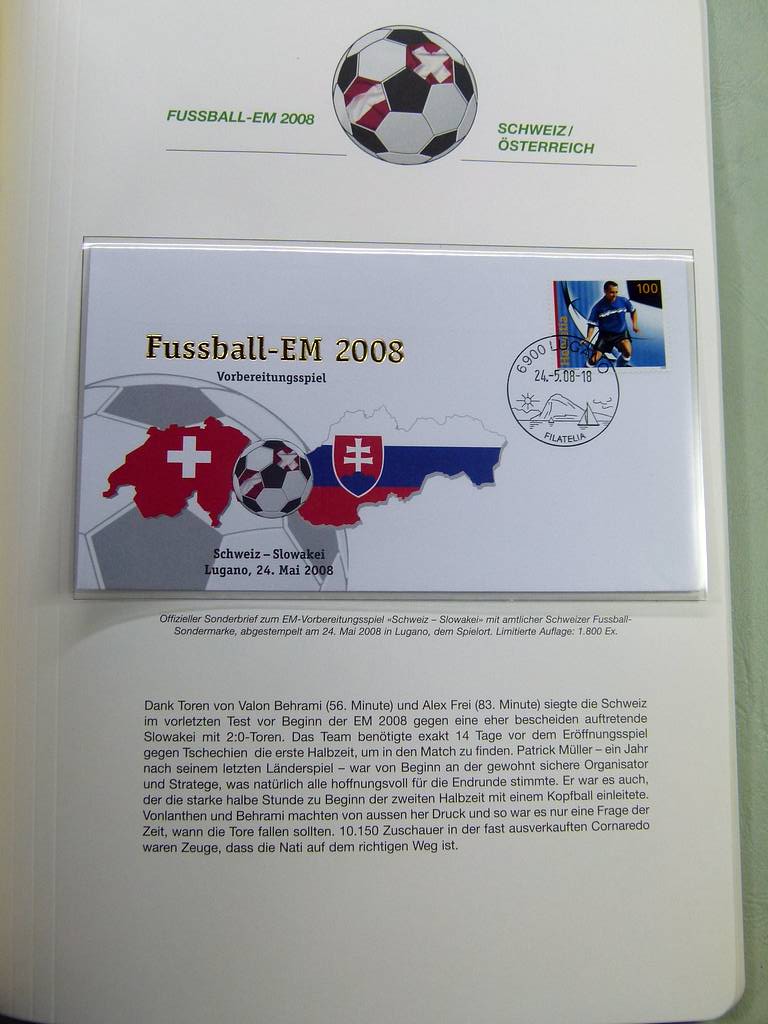 FUSSBALL-EM 2008
SCHWEIZ/
ÖSTERREICH
100
Helvetia
Fussball-EM 2008
Vorbereitungsspiel
6900 LUGANO
24.-5.08-18
FILATELIA
Schweiz – Slowakei
Lugano, 24. Mai 2008
Offizieller Sonderbrief zum EM-Vorbereitungsspiel «Schweiz – Slowakei» mit amtlicher Schweizer Fussball-
Sondermarke, abgestempelt am 24. Mai 2008 in Lugano, dem Spielort. Limitierte Auflage: 1.800 Ex.
Dank Toren von Valon Behrami (56. Minute) und Alex Frei (83. Minute) siegte die Schweiz
im vorletzten Test vor Beginn der EM 2008 gegen eine eher bescheiden auftretende
Slowakei mit 2:0-Toren. Das Team benötigte exakt 14 Tage vor dem Eröffnungsspiel
gegen Tschechien die erste Halbzeit, um in den Match zu finden. Patrick Müller – ein Jahr
nach seinem letzten Länderspiel – war von Beginn an der gewohnt sichere Organisator
und Stratege, was natürlich alle hoffnungsvoll für die Endrunde stimmte. Er war es auch,
der die starke halbe Stunde zu Beginn der zweiten Halbzeit mit einem Kopfball einleitete.
Vonlanthen und Behrami machten von aussen her Druck und so war es nur eine Frage der
Zeit, wann die Tore fallen sollten. 10.150 Zuschauer in der fast ausverkauften Cornaredo
waren Zeuge, dass die Nati auf dem richtigen Weg ist.